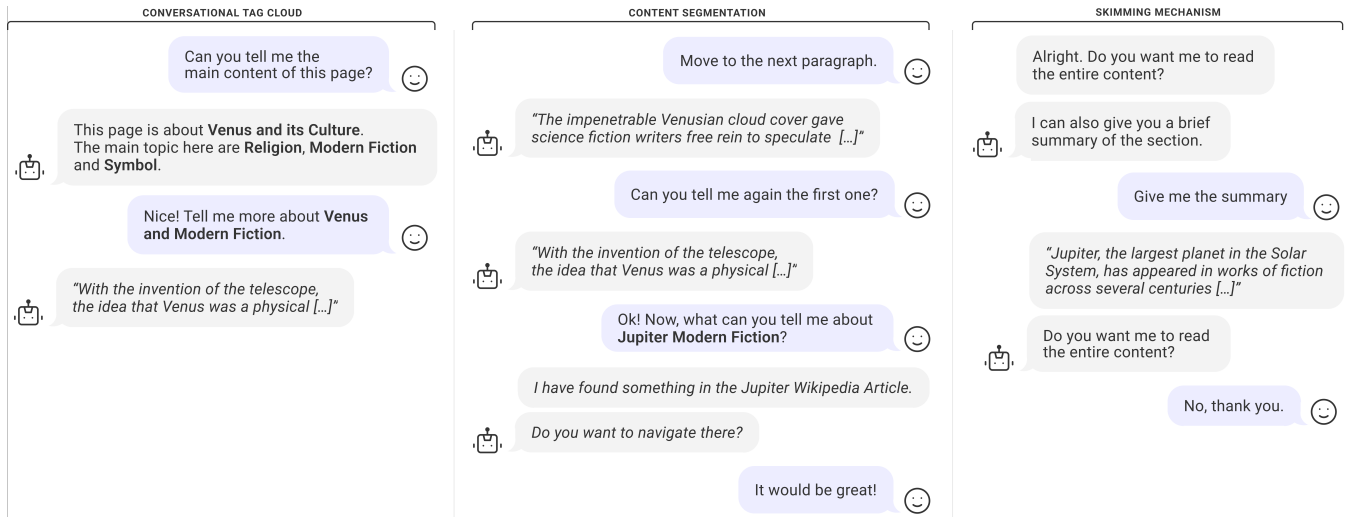 CONVERSATIONAL TAG CLOUD
Can you tell me the
main content of this page?
This page is about Venus and its Culture.
The main topic here are Religion, Modern Fiction
and Symbol.
Nice! Tell me more about Venus
and Modern Fiction.
“With the invention of the telescope,
the idea that Venus was a physical […]”
CONTENT SEGMENTATION
Move to the next paragraph.
“The impenetrable Venusian cloud cover gave
science fiction writers free rein to speculate […]”
Can you tell me again the first one?
“With the invention of the telescope,
the idea that Venus was a physical […]”
Ok! Now, what can you tell me about
Jupiter Modern Fiction?
I have found something in the Jupiter Wikipedia Article.
Do you want to navigate there?
It would be great!
SKIMMING MECHANISM
Alright. Do you want me to read
the entire content?
I can also give you a brief
summary of the section.
Give me the summary
“Jupiter, the largest planet in the Solar
System, has appeared in works of fiction
across several centuries […]”
Do you want me to read
the entire content?
No, thank you.